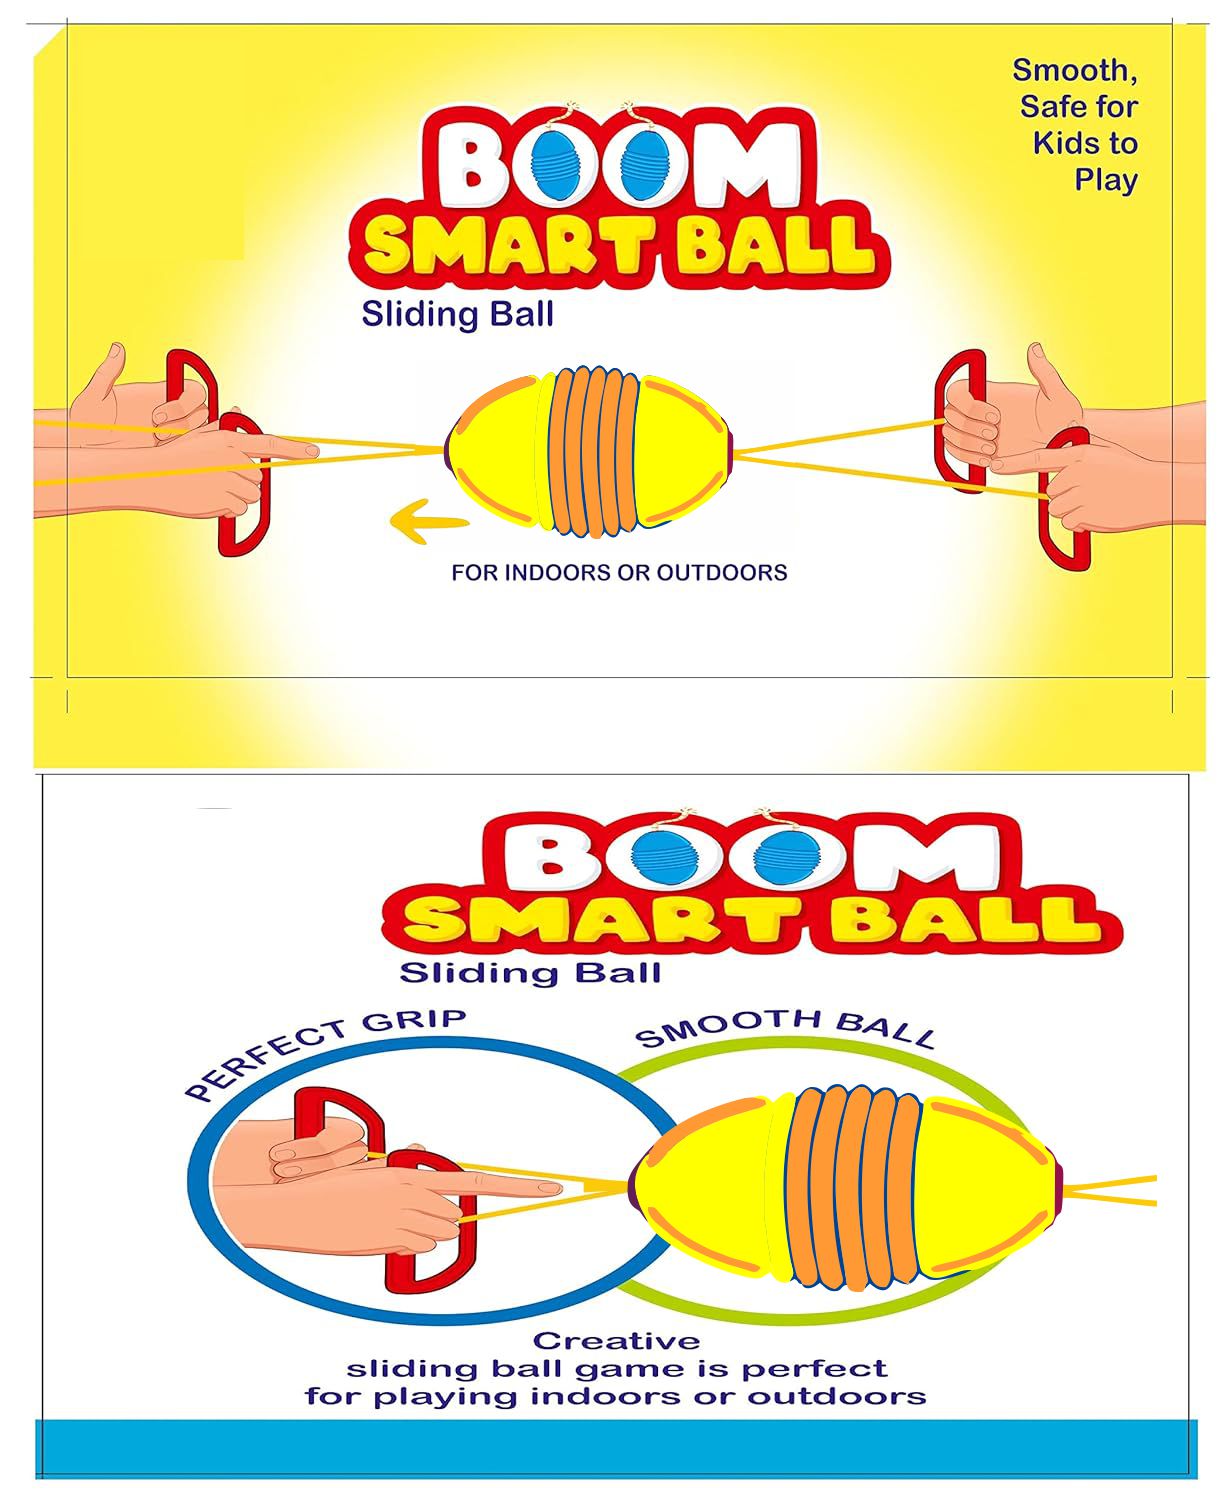 Smooth,
Safe for
Kids to
Play
BOOM
SMART BALL
Sliding Ball
FOR INDOORS OR OUTDOORS
BOOM
SMART BALL
Sliding Ball
PERFECT GRIP
SMOOTH BALL
Creative
sliding ball game is perfect
for playing indoors or outdoors